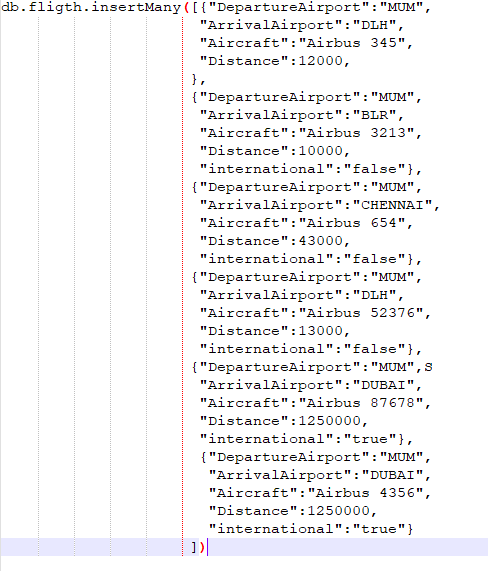 db.fligth.insertMany([{"DepartureAirport":"MUM",
"ArrivalAirport":"DLH",
"Aircraft":"Airbus 345",
"Distance":12000,
},
{"DepartureAirport":"MUM",
"ArrivalAirport":"BLR",
"Aircraft":"Airbus 3213",
"Distance":10000,
"international":"false"},
{"DepartureAirport":"MUM",
"ArrivalAirport":"CHENNAI",
"Aircraft":"Airbus 654",
"Distance":43000,
"international":"false"},
{"DepartureAirport":"MUM",
"ArrivalAirport":"DLH",
"Aircraft":"Airbus 52376",
"Distance":13000,
"international":"false"},
{"DepartureAirport":"MUM",S
"ArrivalAirport":"DUBAI",
"Aircraft":"Airbus 87678",
"Distance":1250000,
"international":"true"},
{"DepartureAirport":"MUM",
"ArrivalAirport":"DUBAI",
"Aircraft":"Airbus 4356",
"Distance":1250000,
"international":"true"}
])